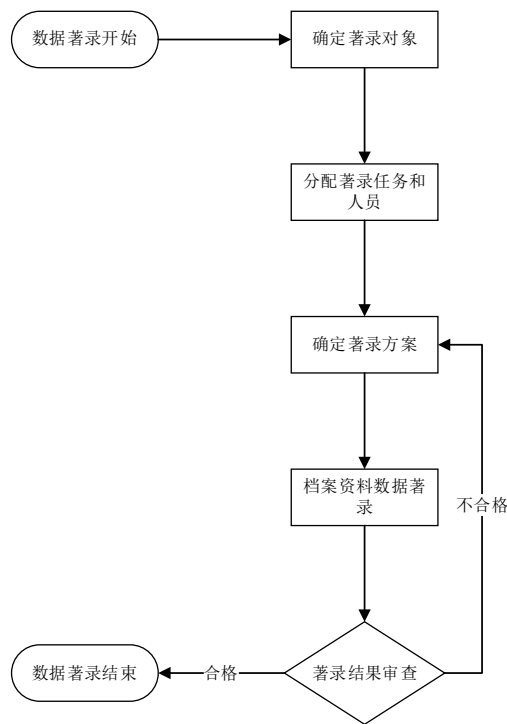 数据著录开始
确定著录对象
分配著录任务和
人员
确定著录方案
档案资料数据著
录
不合格
著录结果审查
合格
数据著录结束